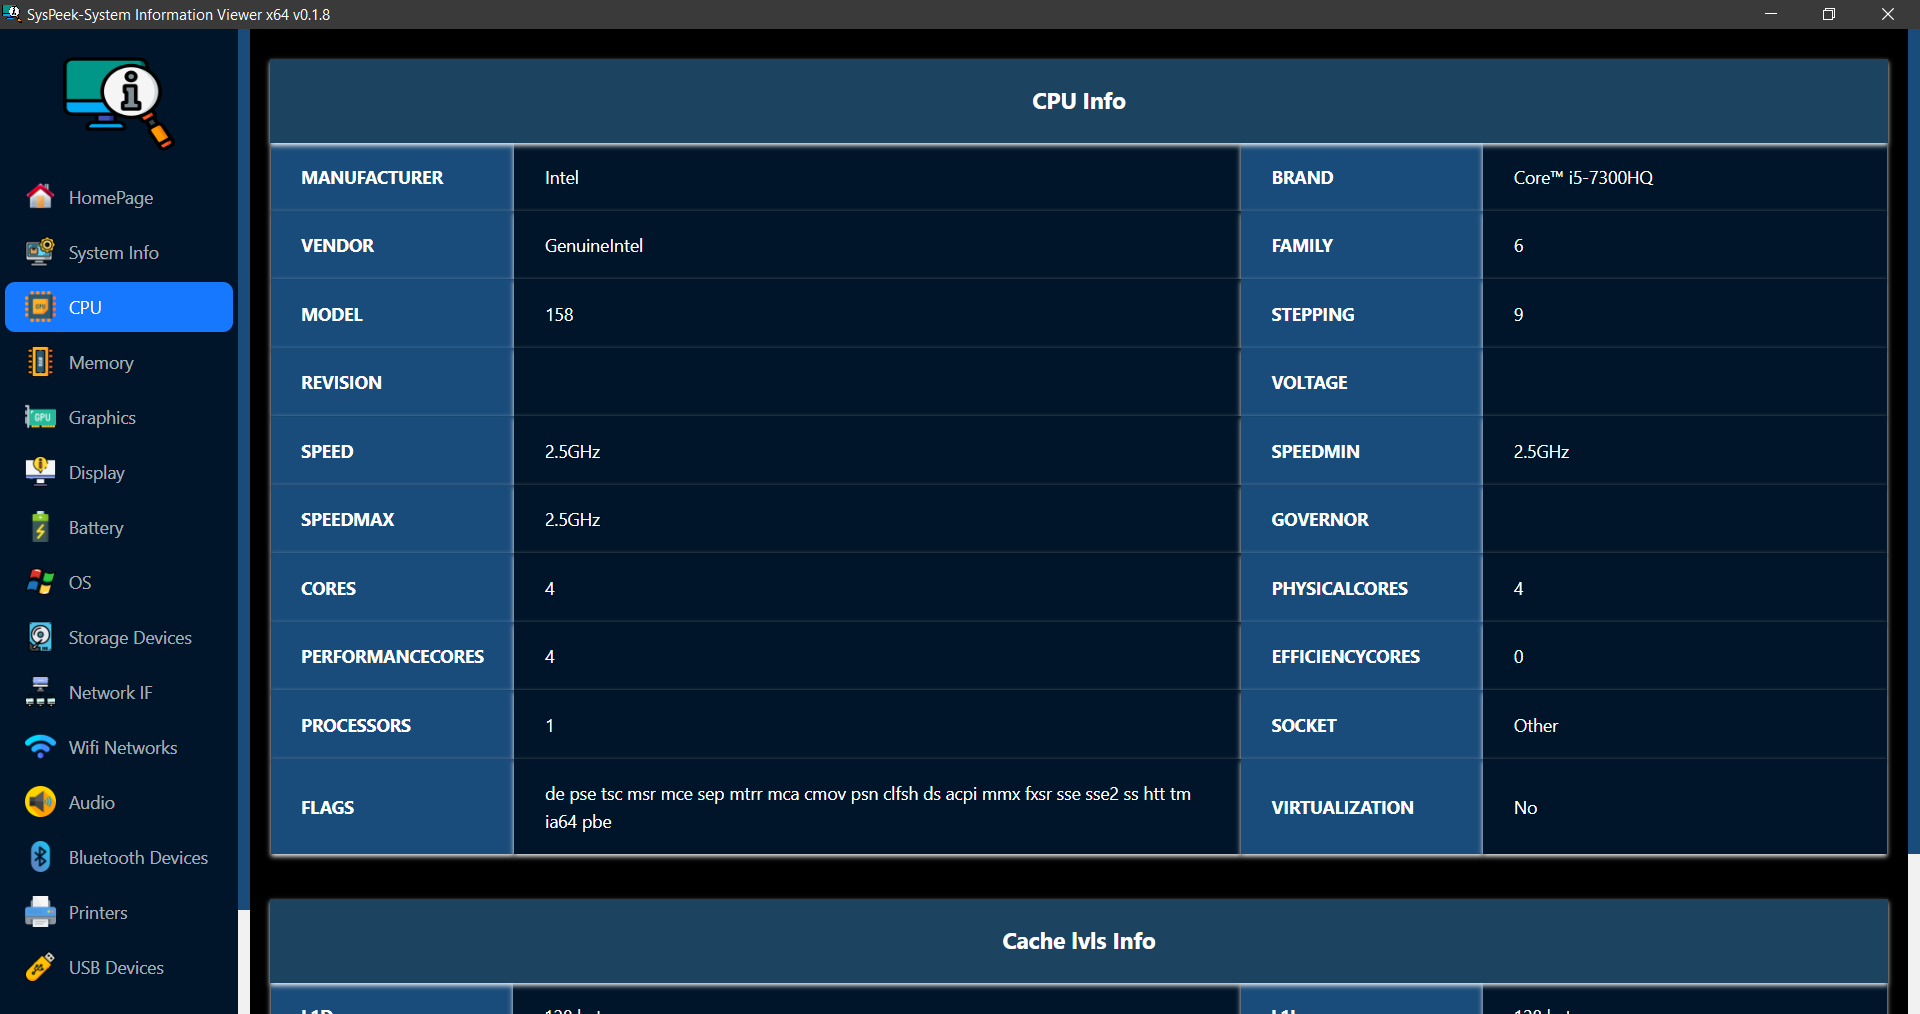 SysPeek-System Information Viewer x64 v0.1.8
HomePage
System Info
CPU
Memory
Graphics
Display
Battery
OS
Storage Devices
Network IF
Wifi Networks
Audio
Bluetooth Devices
Printers
USB Devices
CPU Info
MANUFACTURER Intel BRAND Core™ i5-7300HQ
VENDOR GenuineIntel FAMILY 6
MODEL 158 STEPPING 9
REVISION VOLTAGE
SPEED 2.5GHz SPEEDMIN 2.5GHz
SPEEDMAX 2.5GHz GOVERNOR
CORES 4 PHYSICALCORES 4
PERFORMANCECORES 4 EFFICIENCYCORES 0
PROCESSORS 1 SOCKET Other
FLAGS de pse tsc msr mce sep mtrr mca cmov psn clfsh ds acpi mmx fxsr sse sse2 ss htt tm
ia64 pbe
VIRTUALIZATION No
Cache lvls Info